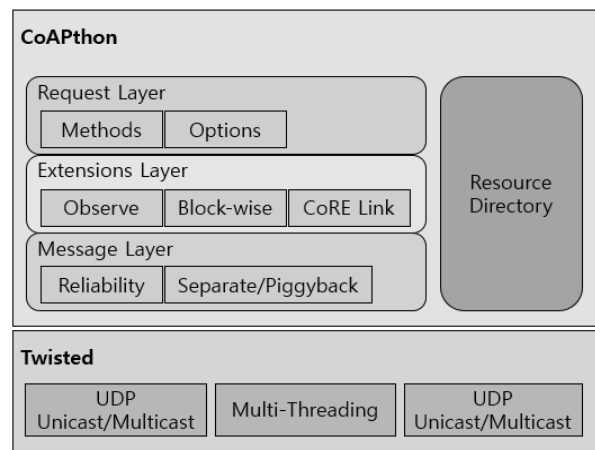 CoAPthon
Request Layer
Methods
Options
Extensions Layer
Observe
Block-wise
CoRE Link
Message Layer
Reliability
Separate/Piggyback
Resource
Directory
Twisted
UDP
Unicast/Multicast
Multi-Threading
UDP
Unicast/Multicast